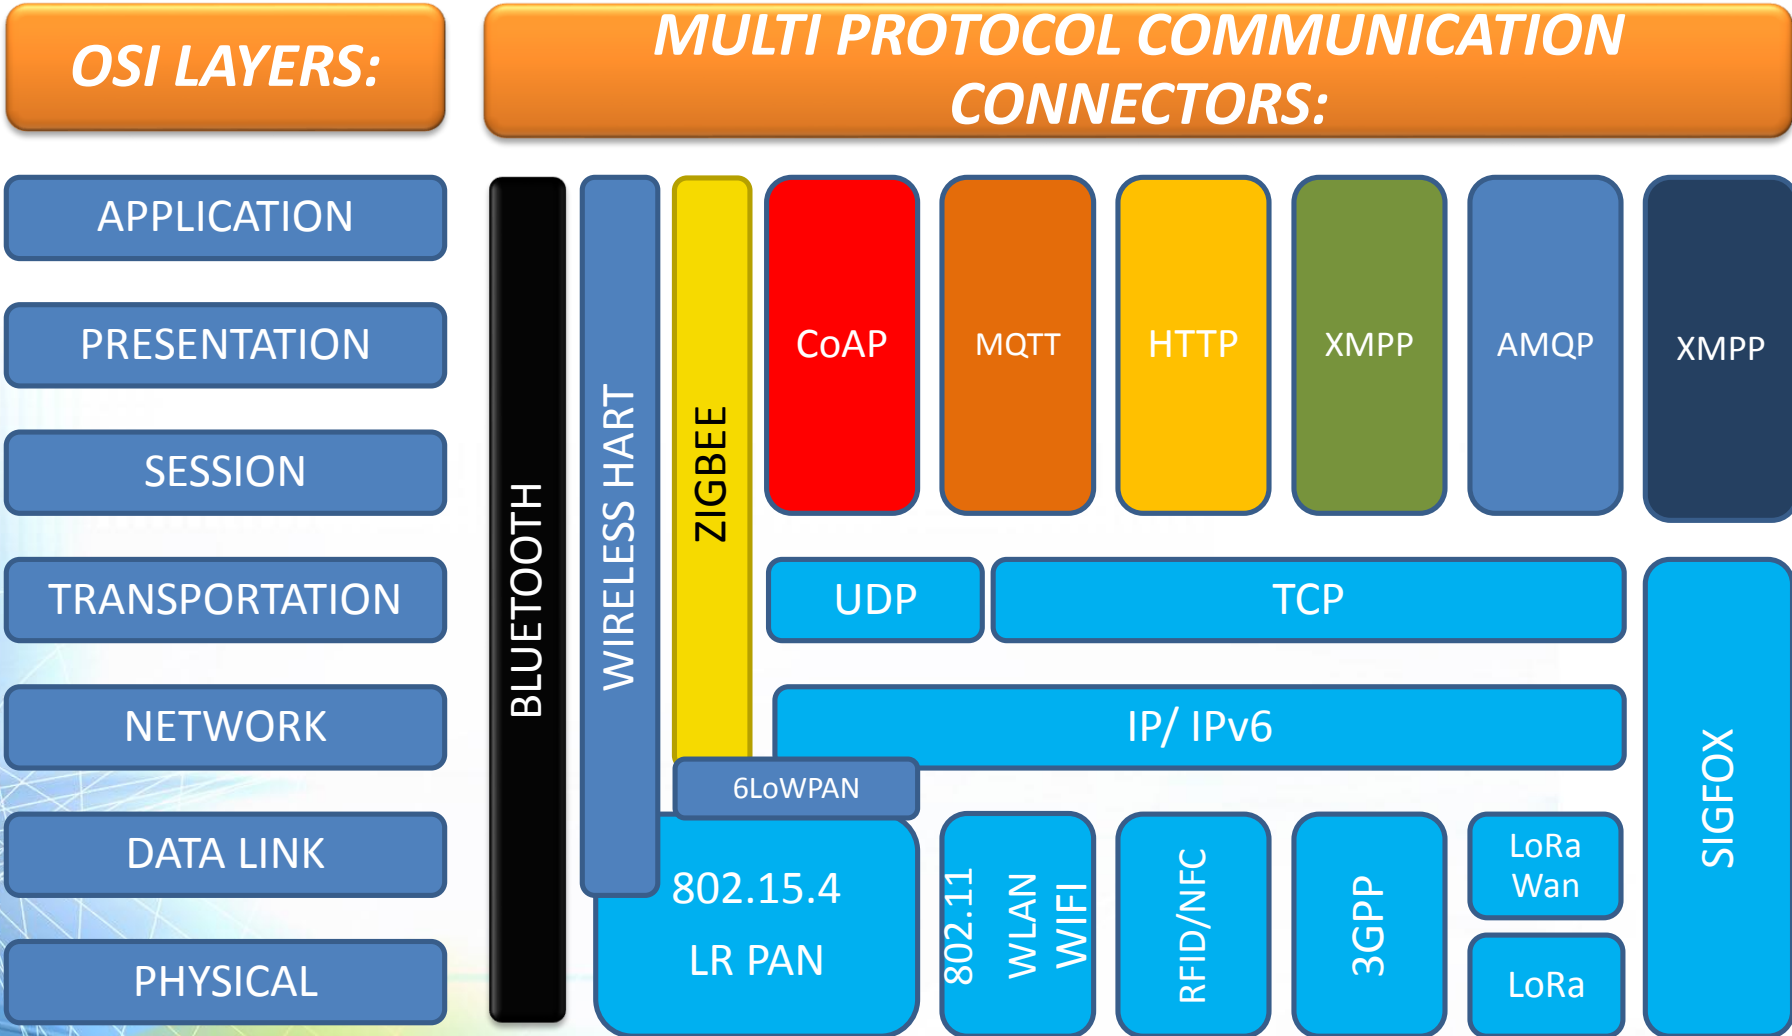 OSI LAYERS:
MULTI PROTOCOL COMMUNICATION
CONNECTORS:
APPLICATION
PRESENTATION
SESSION
TRANSPORTATION
NETWORK
DATA LINK
PHYSICAL
BLUETOOTH
WIRELESS HART
ZIGBEE
CoAP
MQTT
HTTP
XMPP
AMQP
XMPP
UDP
TCP
IP/ IPv6
6LoWPAN
802.15.4
LR PAN
802.11
WLAN
WIFI
RFID/NFC
3GPP
LoRa
Wan
LoRa
SIGFOX